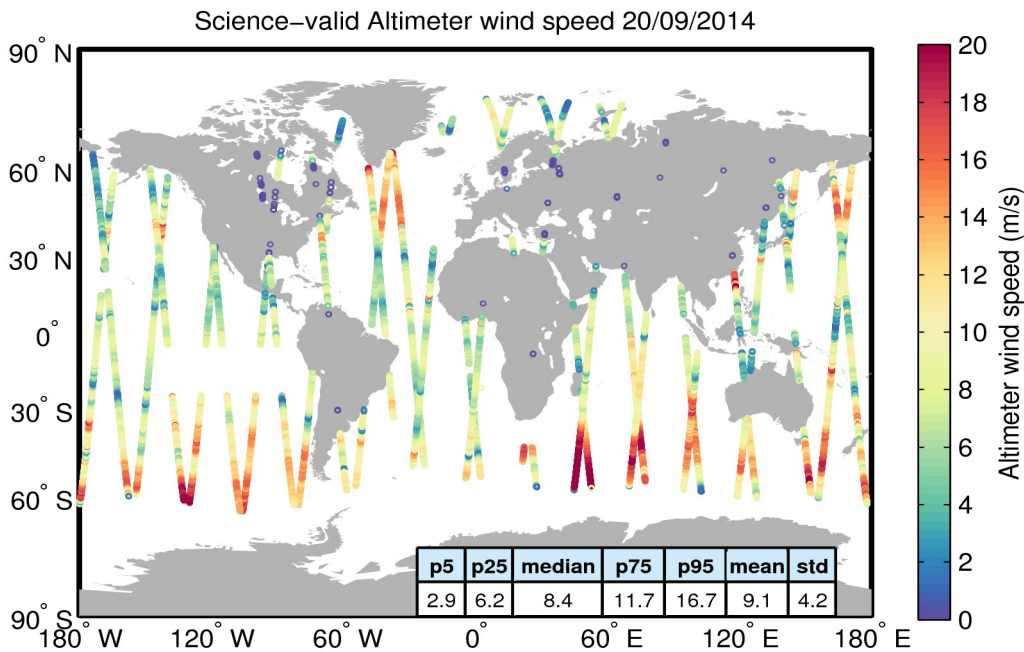 Science−valid Altimeter wind speed 20/09/2014
90° N
60° N
30° N
0°
30° S
60° S
90° S
180° W
120° W
60° W
0°
60° E
120° E
180° E
p5 p25 median p75 p95 mean std
2.9 6.2 8.4 11.7 16.7 9.1 4.2
20
18
16
14
12
10
8
6
4
2
0
Altimeter wind speed (m/s)